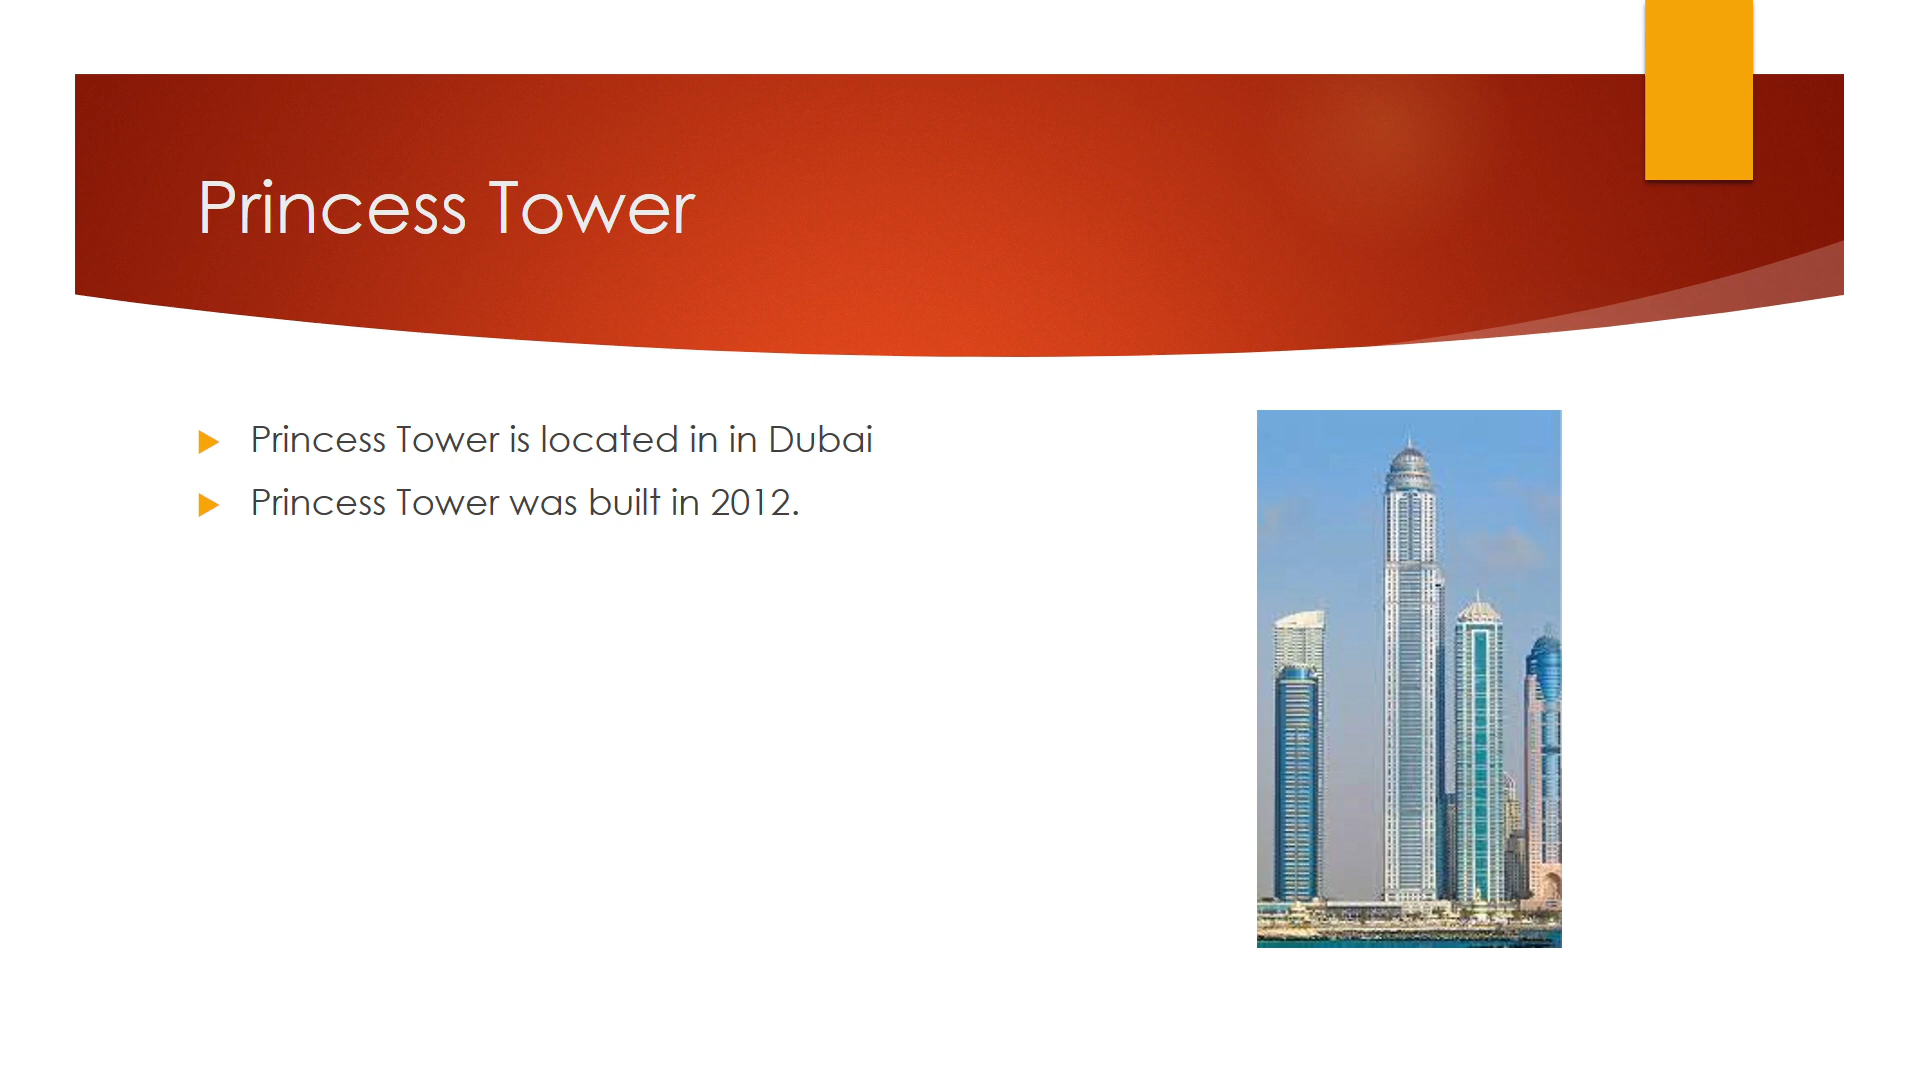 Princess Tower
Princess Tower is located in in Dubai
Princess Tower was built in 2012.